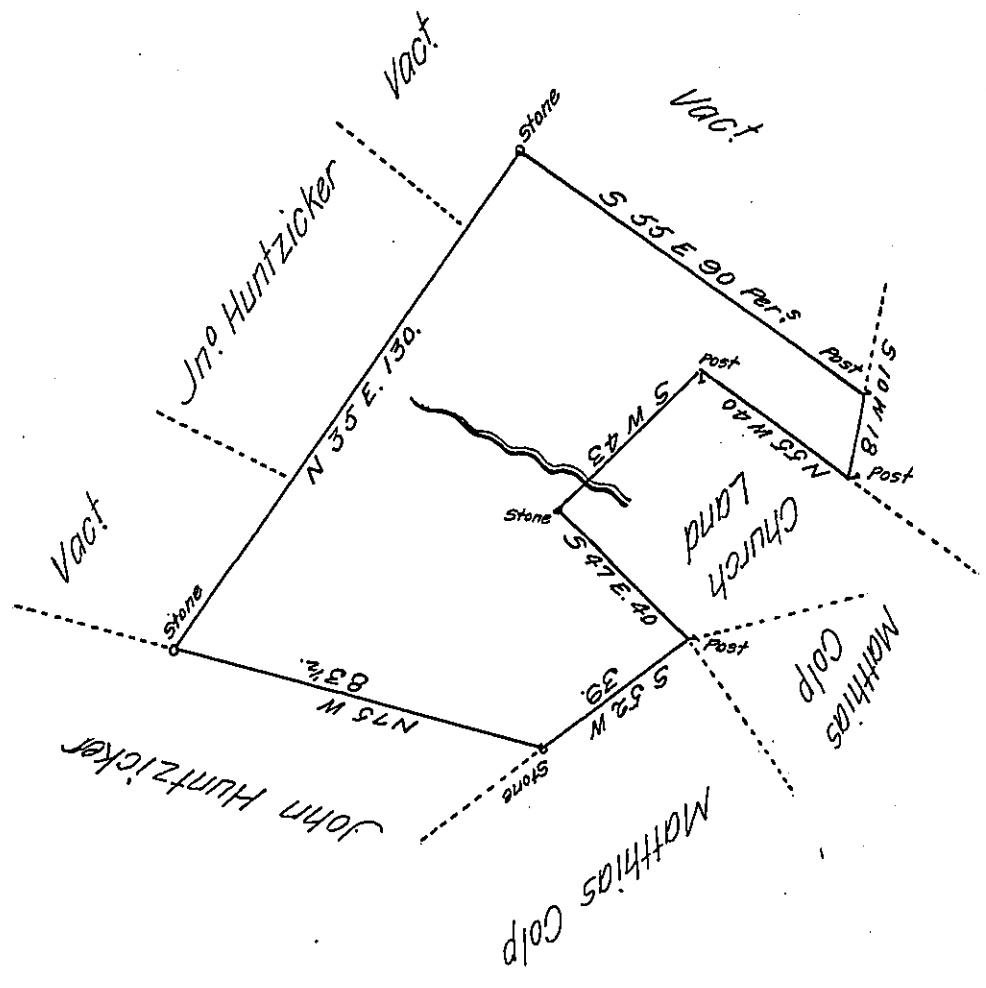 Vact
Vact
Stone
Jno. Huntzicker
S 55 E 90 Pers
N 35 E. 130.
Post
S 10 W 18
Post
N 55 W 40
Post
S W 43
Church
Land
Stone
S 47 E. 40
Vact
Stone
Post
Matthias
Colp
S 52 W
39.
N 75 W
83 1/2.
Stone
John Huntzicker
Matthias Colp